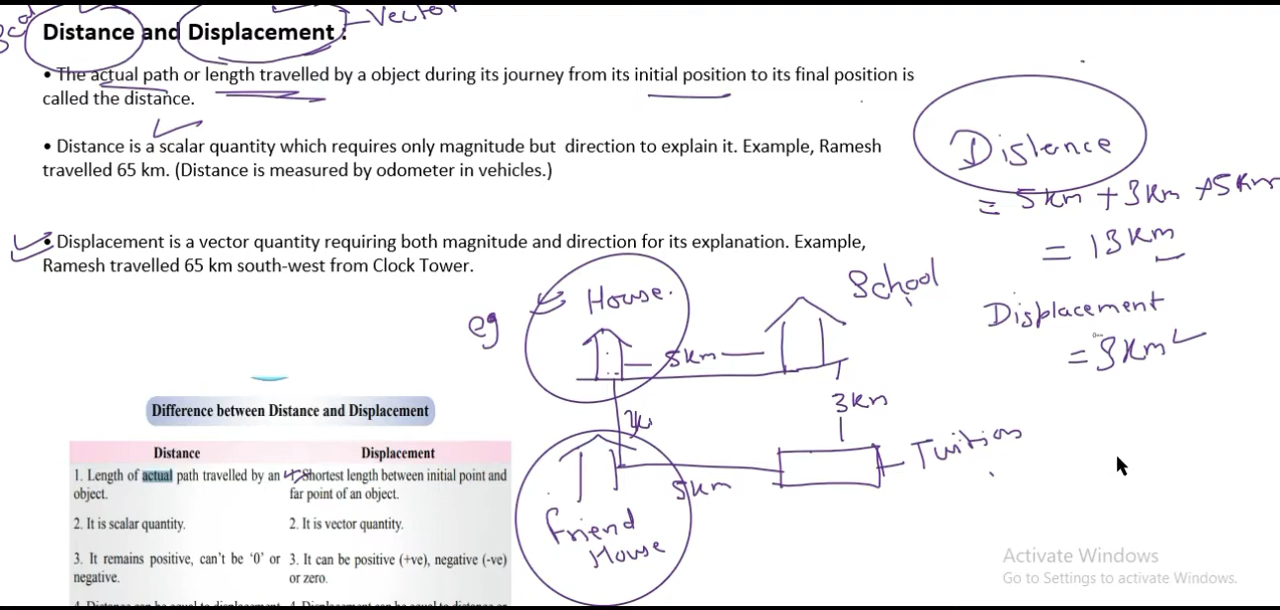 Vector
Distance and Displacement :
• The actual path or length travelled by a object during its journey from its initial position to its final position is
called the distance.
• Distance is a scalar quantity which requires only magnitude but direction to explain it. Example, Ramesh
travelled 65 km. (Distance is measured by odometer in vehicles.)
Distance
= 5km + 3km + 5km
= 13km
• Displacement is a vector quantity requiring both magnitude and direction for its explanation. Example,
Ramesh travelled 65 km south-west from Clock Tower.
eg House.
School
Displacement
= 3km
5km
3km
5km
Tuition
Friend
House
Difference between Distance and Displacement
Distance Displacement
1. Length of actual path travelled by an object.
1. Shortest length between initial point and far point of an object.
2. It is scalar quantity. 2. It is vector quantity.
3. It remains positive, can't be '0' or negative.
3. It can be positive (+ve), negative (-ve) or zero.
Activate Windows
Go to Settings to activate Windows.